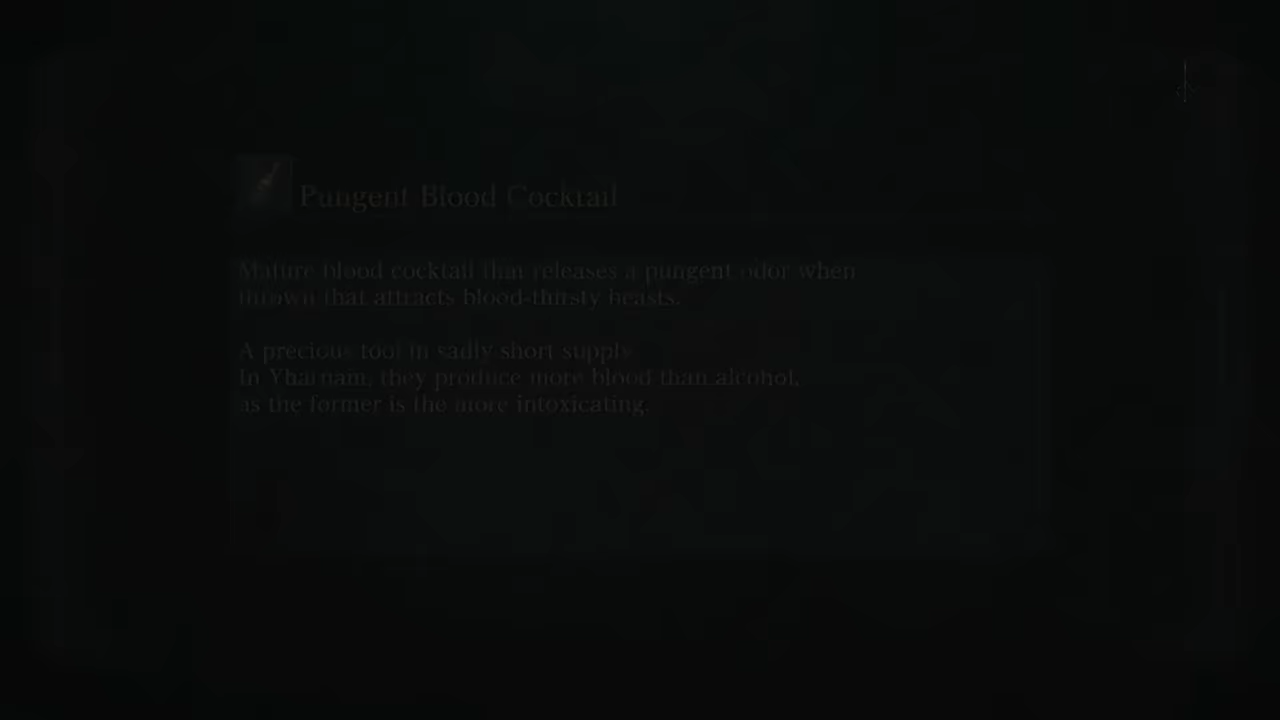 Pungent Blood Cocktail
Mature blood cocktail that releases a pungent odor when
thrown that attracts blood-thirsty beasts.
A precious tool in sadly short supply.
In Yharnam, they produce more blood than alcohol,
as the former is the more intoxicating.